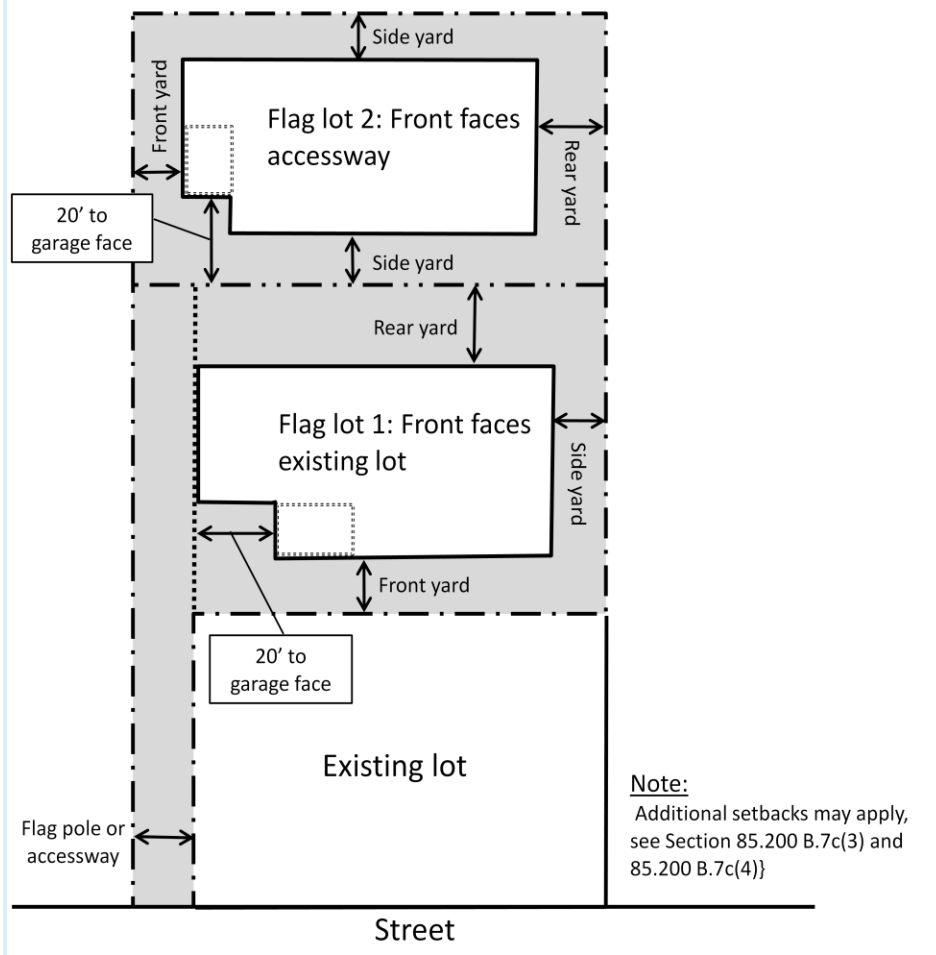 Side yard
Front yard
Flag lot 2: Front faces
accessway
Rear yard
20’ to
garage face
Side yard
Rear yard
Flag lot 1: Front faces
existing lot
Side yard
Front yard
20’ to
garage face
Existing lot
Note:
Additional setbacks may apply,
see Section 85.200 B.7c(3) and
85.200 B.7c(4)}
Flag pole or
accessway
Street